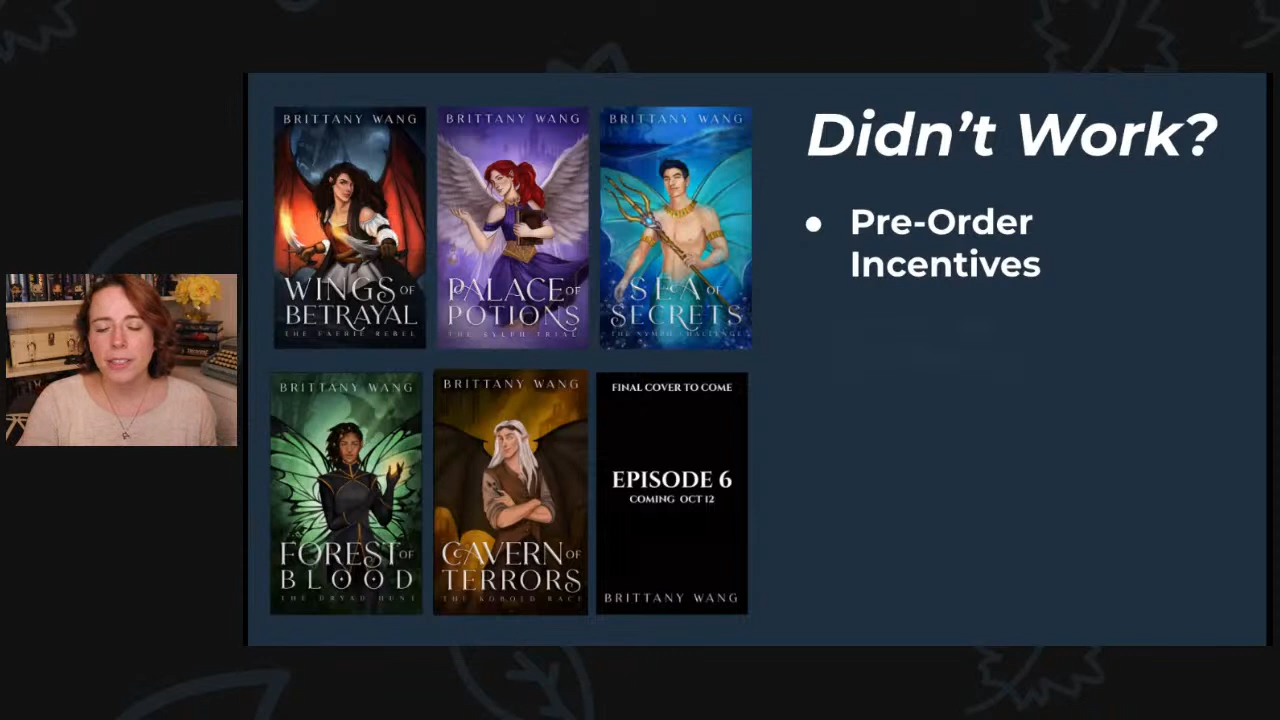 BRITTANY WANG
WINGS OF
BETRAYAL
THE FAERIE REBEL
BRITTANY WANG
PALACE OF
POTIONS
THE SYLPH TRIAL
BRITTANY WANG
SEA OF
SECRETS
THE NYMPH CHALLENGE
BRITTANY WANG
FOREST OF
BLOOD
THE DRYAD HUNT
BRITTANY WANG
CAVERN OF
TERRORS
THE KOBOLD RACE
FINAL COVER TO COME
EPISODE 6
COMING OCT 12
BRITTANY WANG
Didn't Work?
● Pre-Order
Incentives